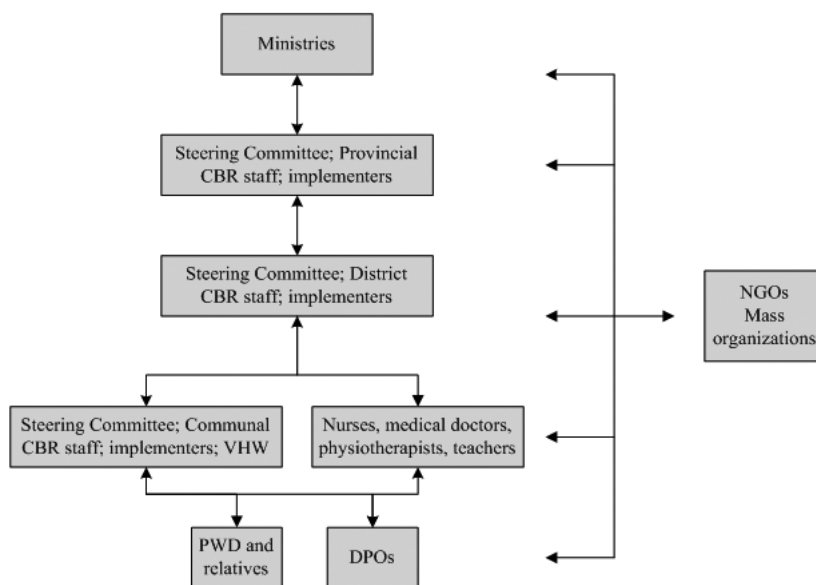 Ministries
Steering Committee; Provincial
CBR staff; implementers
Steering Committee; District
CBR staff; implementers
NGOs
Mass
organizations
Steering Committee; Communal
CBR staff; implementers; VHW
Nurses, medical doctors,
physiotherapists, teachers
PWD and
relatives
DPOs